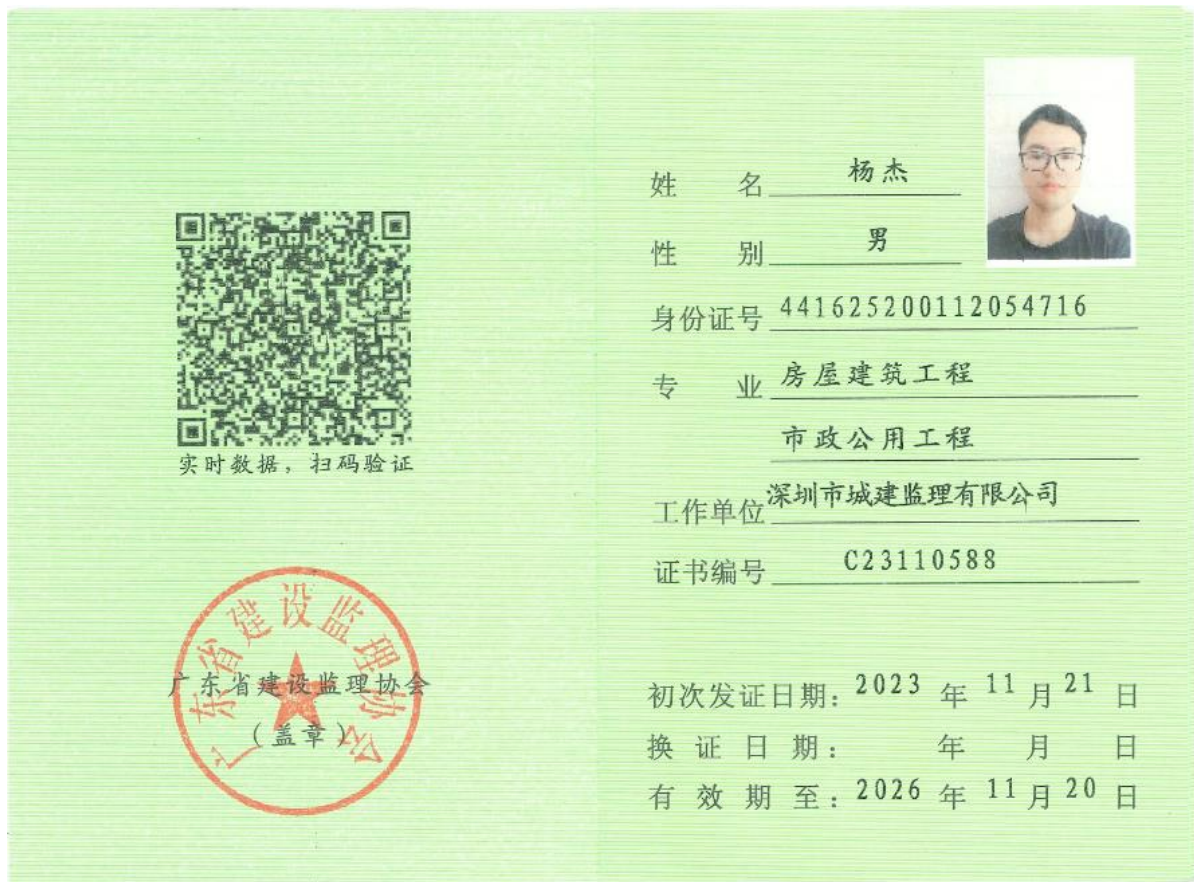 实时数据，扫码验证
广东省建设监理协会
广东省建设监理协会
（盖章）
姓 名 杨杰
性 别 男
身份证号 441625200112054716
专 业 房屋建筑工程
市政公用工程
工作单位 深圳市城建监理有限公司
证书编号 C23110588
初次发证日期：2023 年 11 月 21 日
换证日期： 年 月 日
有效期至：2026 年 11 月 20 日